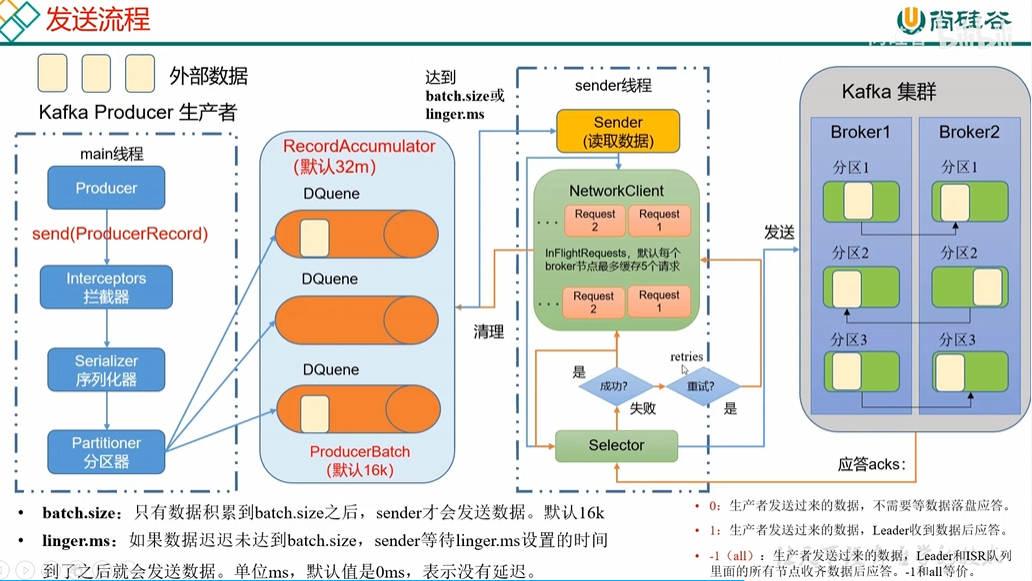 发送流程
尚硅谷
外部数据
Kafka Producer 生产者
main线程
Producer
send(ProducerRecord)
Interceptors
拦截器
Serializer
序列化器
Partitioner
分区器
RecordAccumulator
(默认32m)
DQuene
DQuene
DQuene
ProducerBatch
(默认16k)
达到
batch.size或
linger.ms
清理
sender线程
Sender
(读取数据)
NetworkClient
... Request 2 Request 1
InFlightRequests，默认每个
broker节点最多缓存5个请求
... Request 2 Request 1
是
成功?
失败
retries
重试?
是
Selector
发送
Kafka 集群
Broker1
分区1
分区2
分区3
Broker2
分区1
分区2
分区3
应答acks：
• batch.size：只有数据积累到batch.size之后，sender才会发送数据。默认16k
• linger.ms：如果数据迟迟未达到batch.size，sender等待linger.ms设置的时间
到了之后就会发送数据。单位ms，默认值是0ms，表示没有延迟。
• 0：生产者发送过来的数据，不需要等数据落盘应答。
• 1：生产者发送过来的数据，Leader收到数据后应答。
• -1（all）：生产者发送过来的数据，Leader和ISR队列
里面的所有节点收齐数据后应答。-1和all等价。